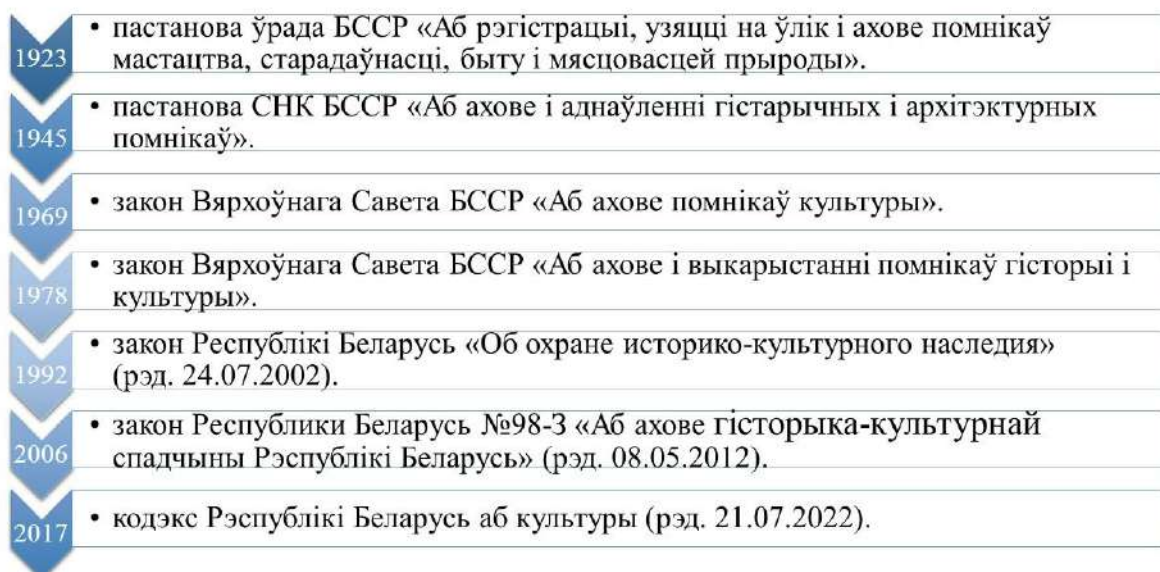 1923
• пастанова ўрада БССР «Аб рэгістрацыі, узяцці на ўлік і ахове помнікаў
мастацтва, старадаўнасці, быту і мясцовасцей прыроды».
1945
• пастанова СНК БССР «Аб ахове і аднаўленні гістарычных і архітэктурных
помнікаў».
1969
• закон Вярхоўнага Савета БССР «Аб ахове помнікаў культуры».
1978
• закон Вярхоўнага Савета БССР «Аб ахове і выкарыстанні помнікаў гісторыі і
культуры».
1992
• закон Республікі Беларусь «Об охране историко-культурного наследия»
(рэд. 24.07.2002).
2006
• закон Республики Беларусь №98-З «Аб ахове гісторыка-культурнай
спадчыны Рэспублікі Беларусь» (рэд. 08.05.2012).
2017
• кодэкс Рэспублікі Беларусь аб культуры (рэд. 21.07.2022).